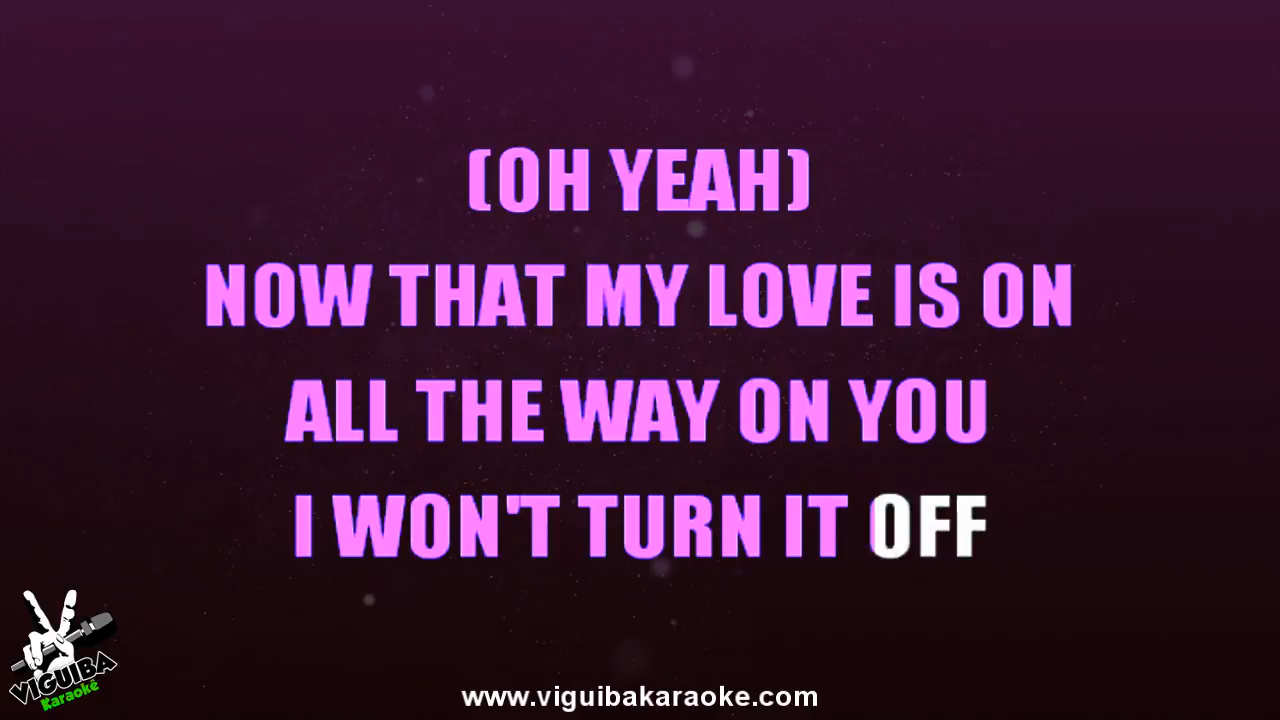 (OH YEAH)
NOW THAT MY LOVE IS ON
ALL THE WAY ON YOU
I WON'T TURN IT OFF
VIGUIBA
Karaoké
www.viguibakaraoke.com